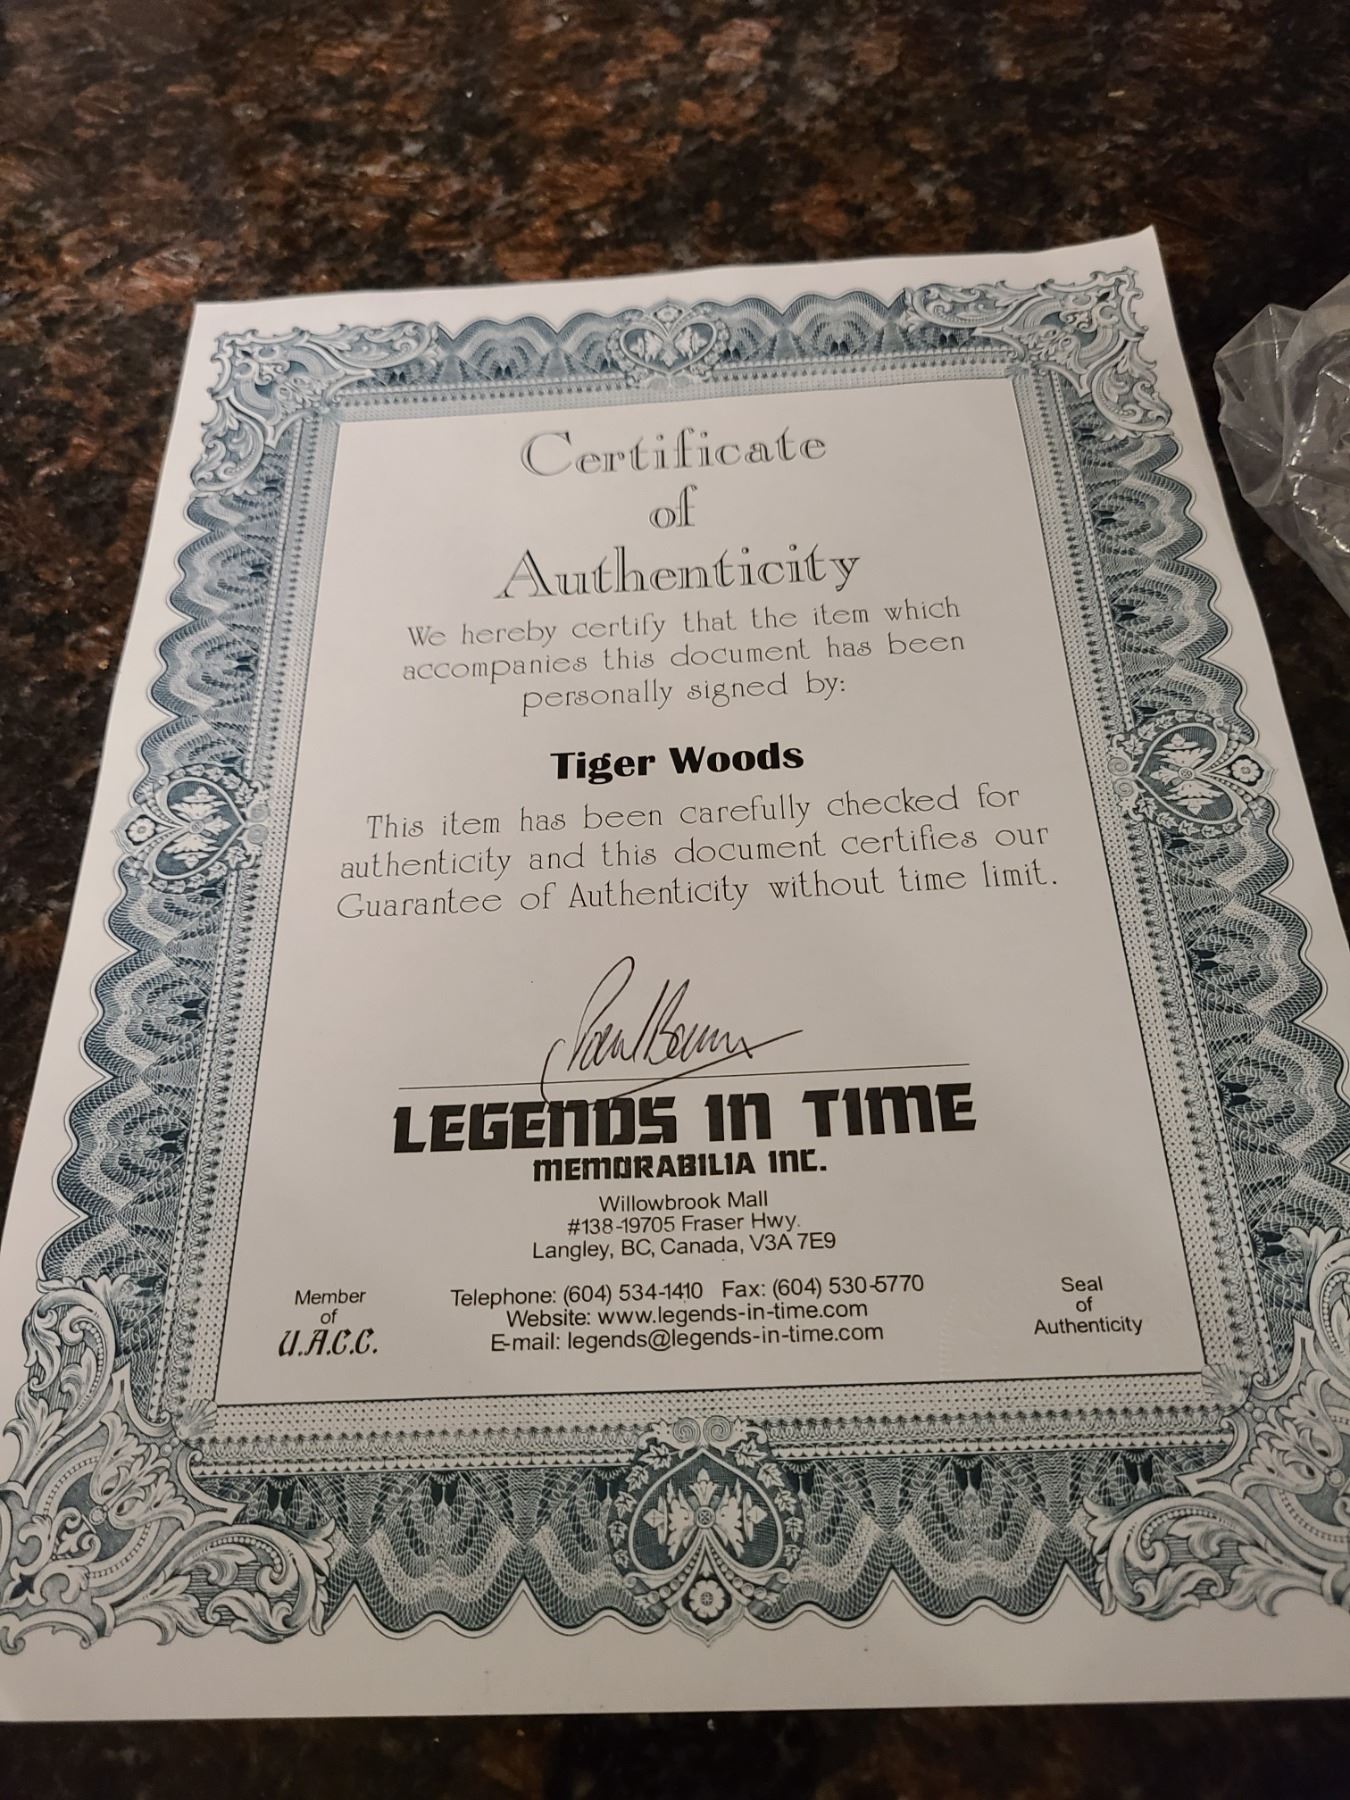 Certificate
of
Authenticity
We hereby certify that the item which
accompanies this document has been
personally signed by:
Tiger Woods
This item has been carefully checked for
authenticity and this document certifies our
Guarantee of Authenticity without time limit.
LEGENDS IN TIME
MEMORABILIA INC.
Willowbrook Mall
#138-19705 Fraser Hwy.
Langley, BC, Canada, V3A 7E9
Member
of
U.A.C.C.
Telephone: (604) 534-1410 Fax: (604) 530-5770
Website: www.legends-in-time.com
E-mail: legends@legends-in-time.com
Seal
of
Authenticity